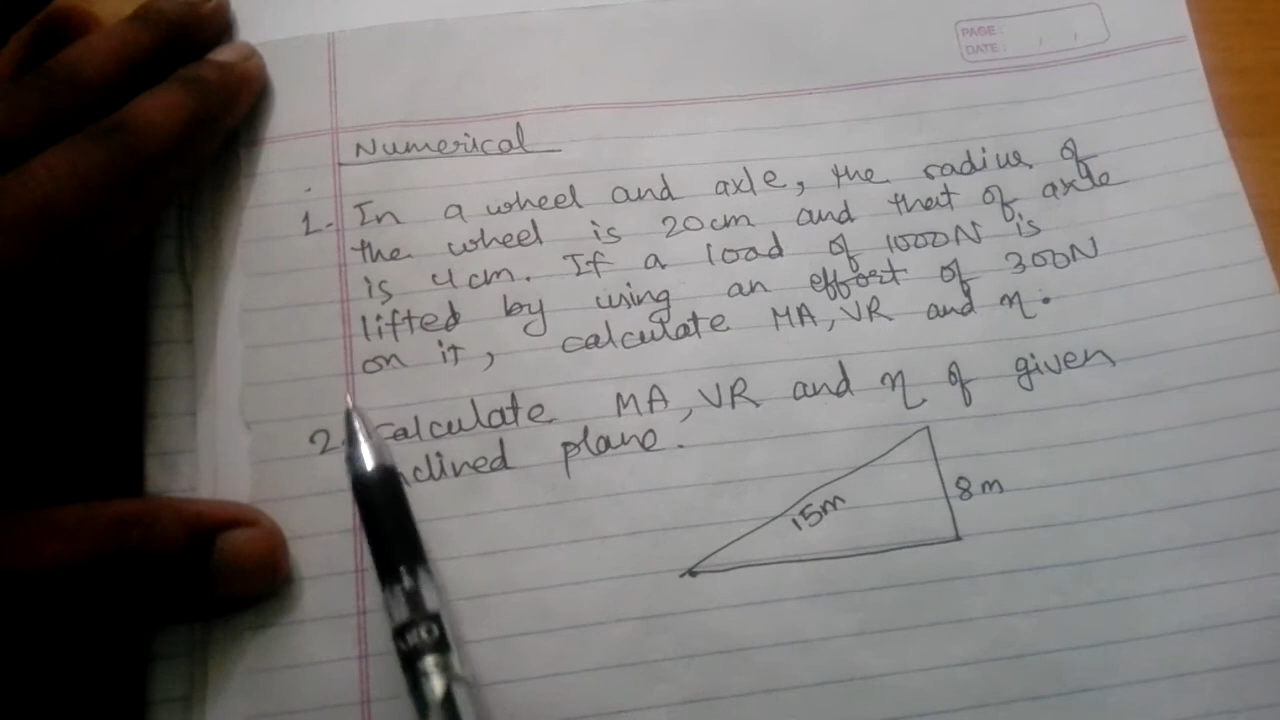 PAGE:
DATE: / /
Numerical
1. In a wheel and axle, the radius of
the wheel is 20cm and that of axle
is 4cm. If a load of 1000N is
lifted by using an effort of 300N
on it, calculate MA, VR and η.
2. Calculate MA, VR and η of given
nclined plane.
15m
8m